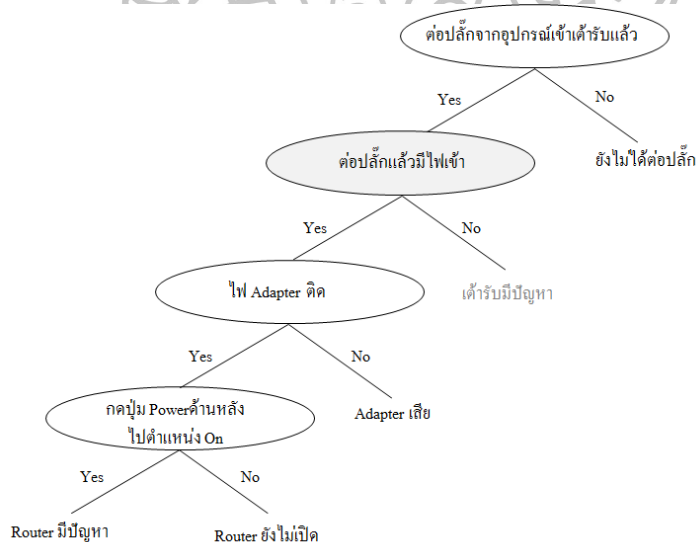 ต่อปลั๊กจากอุปกรณ์เข้าเต้ารับแล้ว
Yes
No
ต่อปลั๊กแล้วมีไฟเข้า
ยังไม่ได้ต่อปลั๊ก
Yes
No
ไฟ Adapter ติด
เต้ารับมีปัญหา
Yes
No
กดปุ่ม Powerด้านหลัง
ไปตำแหน่ง On
Adapter เสีย
Yes
No
Router มีปัญหา
Router ยังไม่เปิด